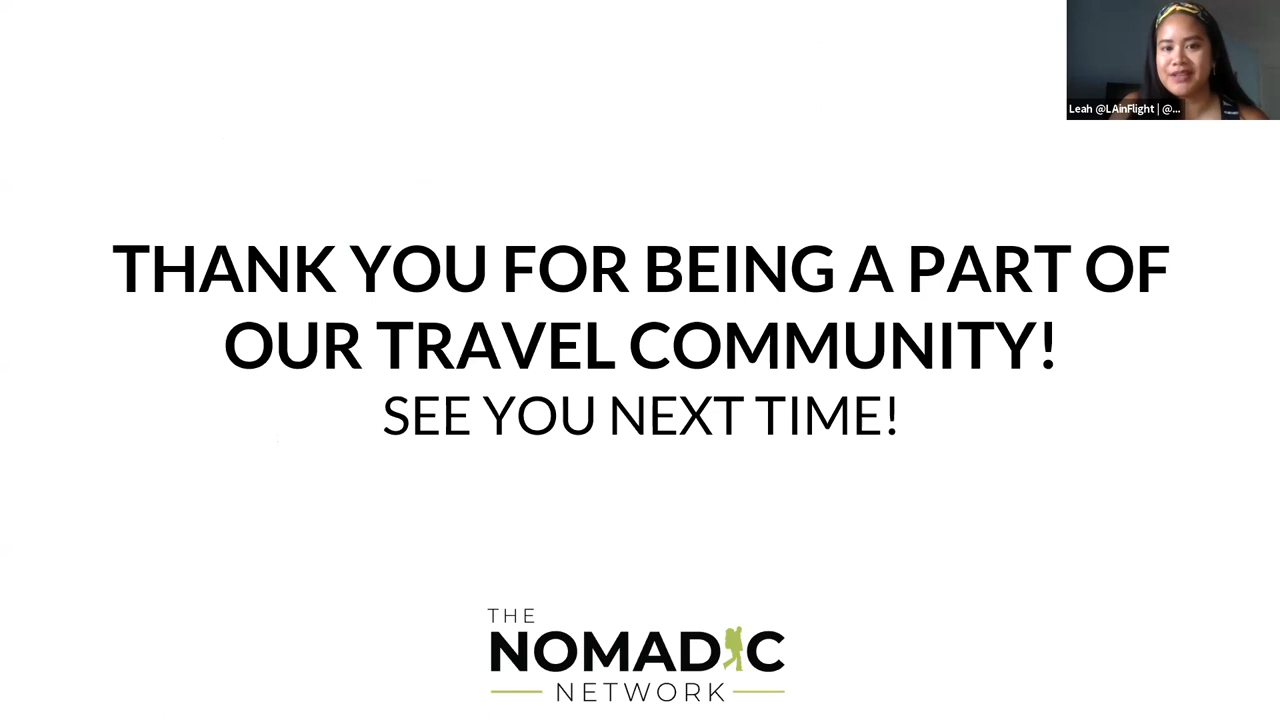 Leah @LAinFlight | @...
THANK YOU FOR BEING A PART OF
OUR TRAVEL COMMUNITY!
SEE YOU NEXT TIME!
THE
NOMADIC
NETWORK